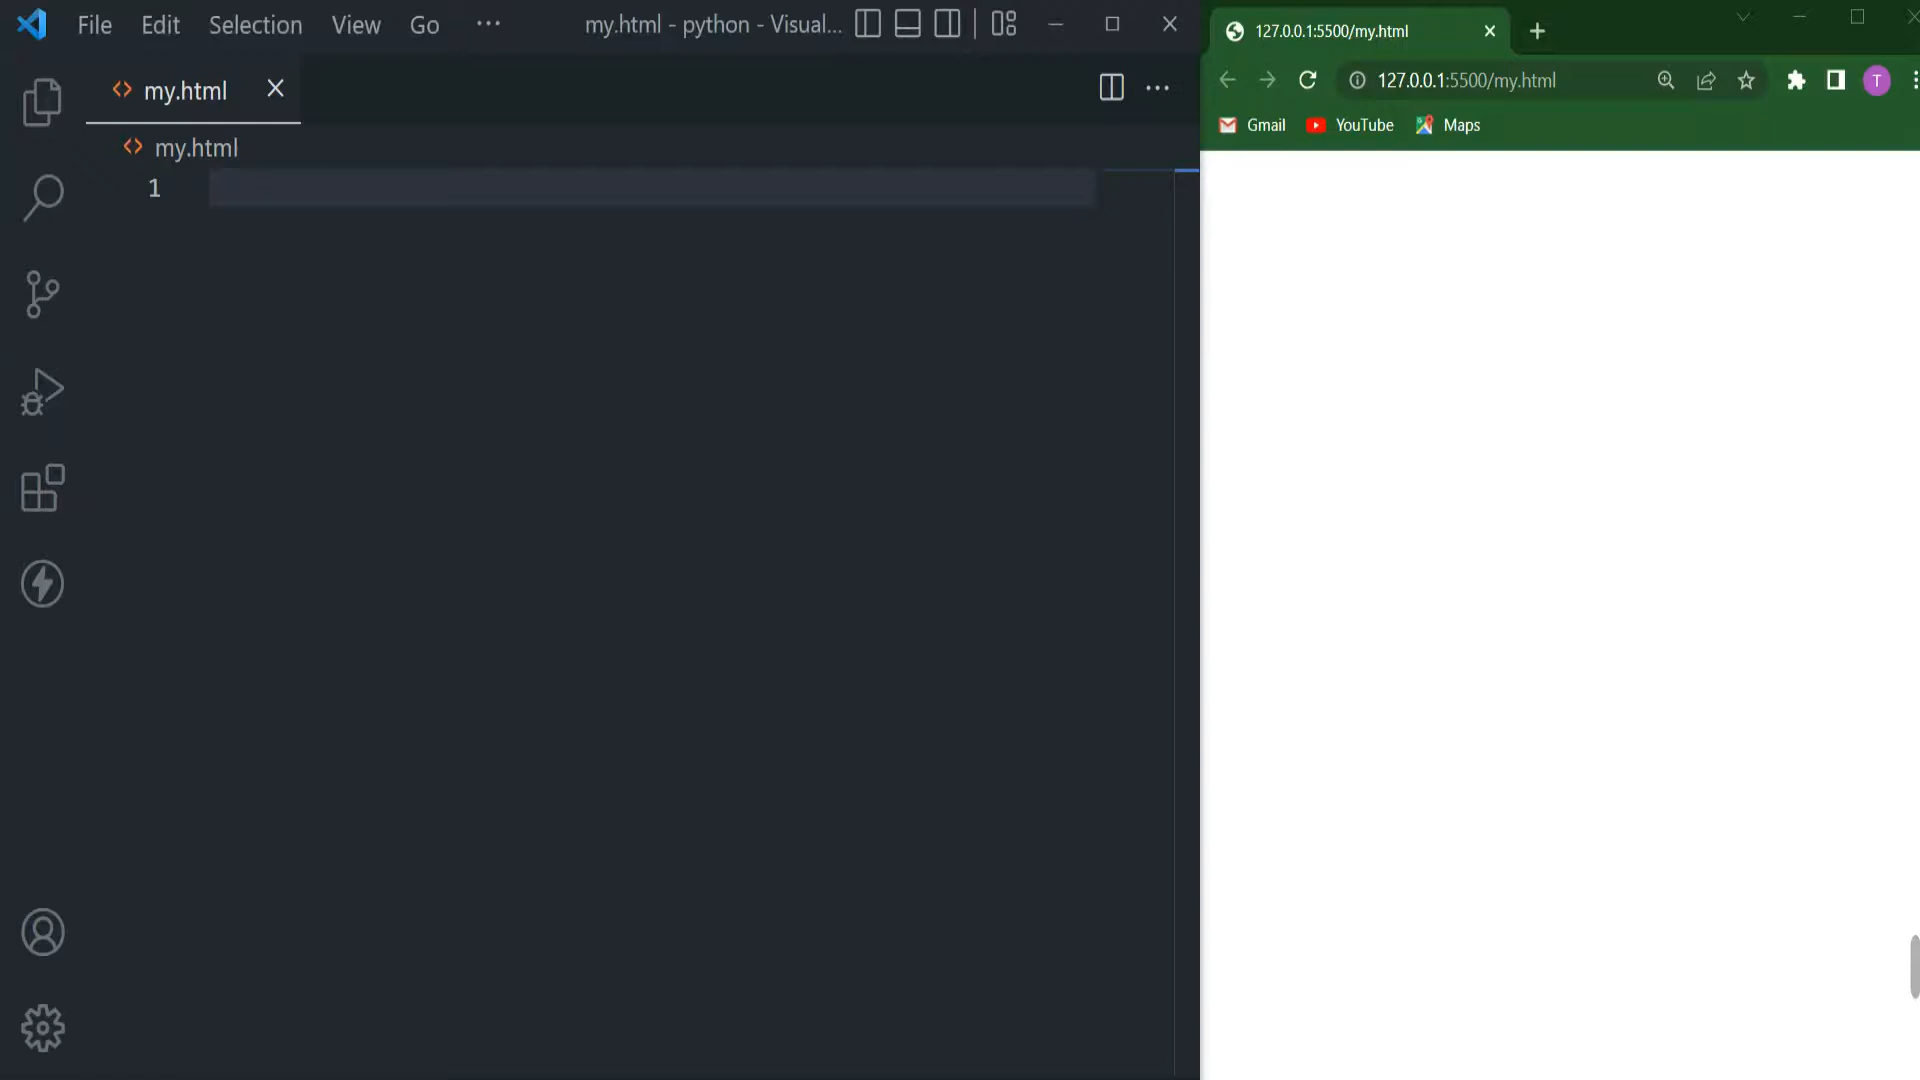 File Edit Selection View Go ··· my.html - python - Visual...
my.html
my.html
1
127.0.0.1:5500/my.html
127.0.0.1:5500/my.html
T
Gmail YouTube Maps